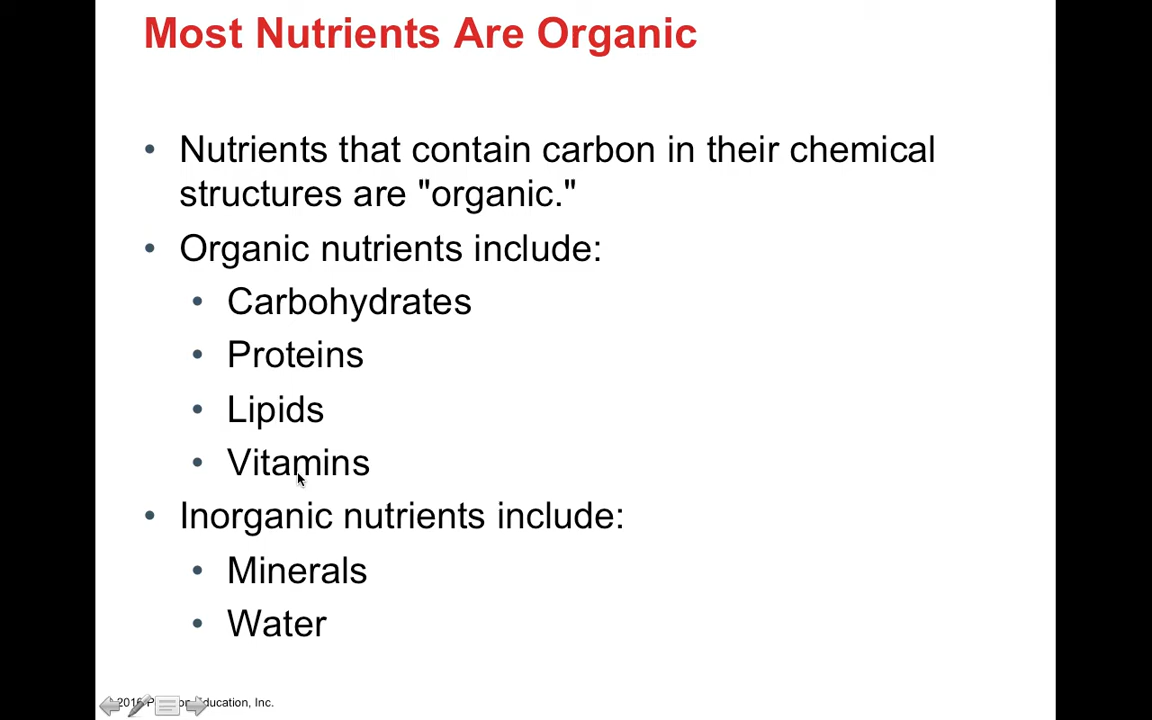 Most Nutrients Are Organic
• Nutrients that contain carbon in their chemical
structures are "organic."
• Organic nutrients include:
• Carbohydrates
• Proteins
• Lipids
• Vitamins
• Inorganic nutrients include:
• Minerals
• Water
2016 Education, Inc.